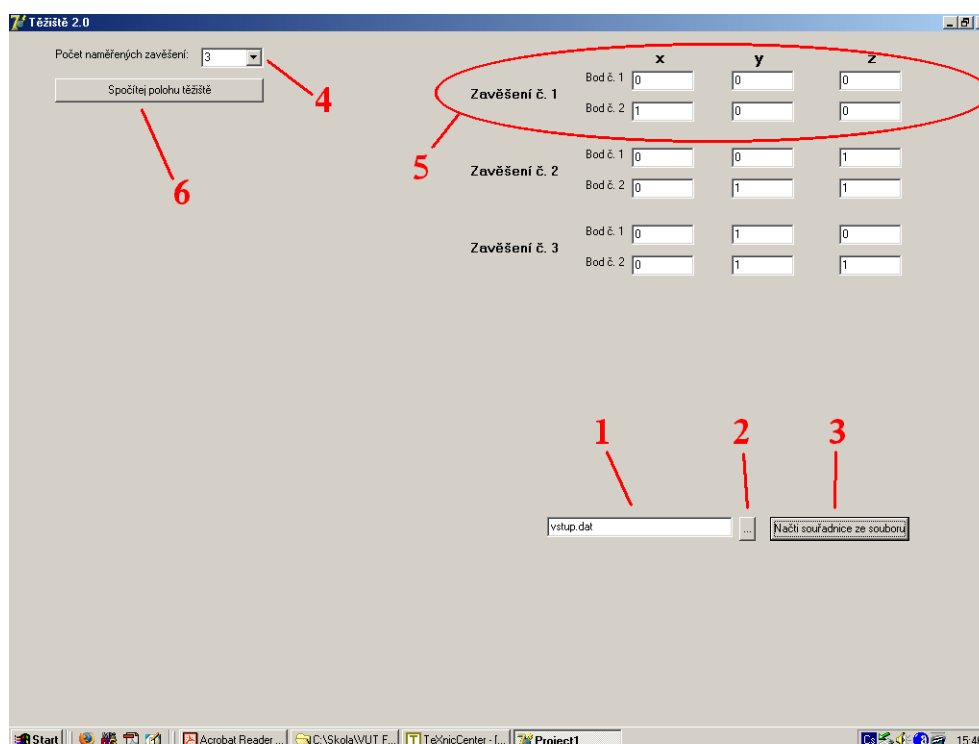 Těžiště 2.0
Počet naměřených zavěšení: 3
4
Spočítej polohu těžiště
6
5
x y z
Zavěšení č. 1
Bod č. 1 0 0 0
Bod č. 2 1 0 0
Zavěšení č. 2
Bod č. 1 0 0 1
Bod č. 2 0 1 1
Zavěšení č. 3
Bod č. 1 0 1 0
Bod č. 2 0 1 1
1 2 3
vstup.dat ... Načti souřadnice ze souboru
Start Acrobat Reader ... C:\Skola\VUT F... TeXnicCenter - [... Project1 Cs